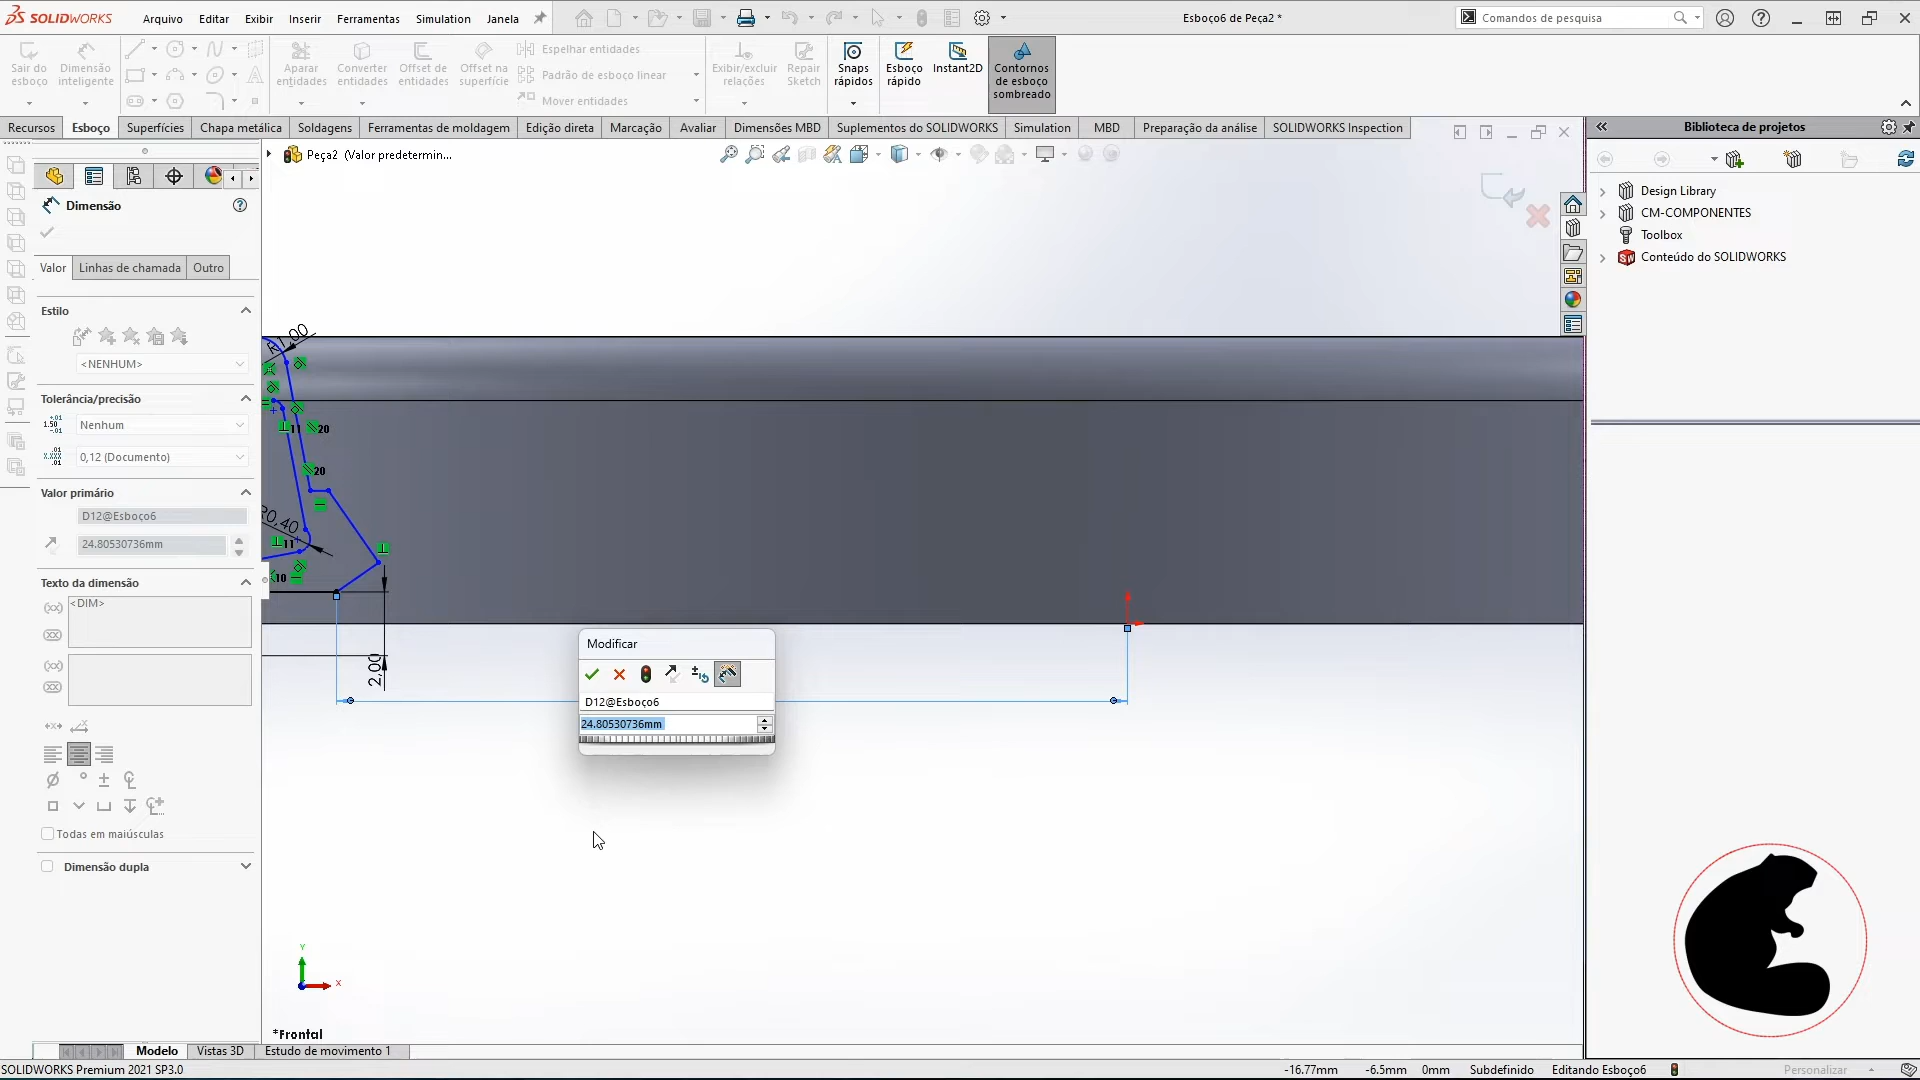 SOLIDWORKS
Arquivo
Editar
Exibir
Inserir
Ferramentas
Simulation
Janela
Esboço6 de Peça2 *
Comandos de pesquisa
Sair do esboço
Dimensão inteligente
Aparar entidades
Converter entidades
Offset de entidades
Offset na superfície
Espelhar entidades
Padrão de esboço linear
Mover entidades
Exibir/excluir relações
Repair Sketch
Snaps rápidos
Esboço rápido
Instant2D
Contornos de esboço sombreado
Recursos
Esboço
Superfícies
Chapa metálica
Soldagens
Ferramentas de moldagem
Edição direta
Marcação
Avaliar
Dimensões MBD
Suplementos do SOLIDWORKS
Simulation
MBD
Preparação da análise
SOLIDWORKS Inspection
Biblioteca de projetos
Peça2 (Valor predetermin...
Design Library
CM-COMPONENTES
Toolbox
Conteúdo do SOLIDWORKS
Dimensão
Valor
Linhas de chamada
Outro
Estilo
<NENHUM>
Tolerância/precisão
Nenhum
0,12 (Documento)
Valor primário
D12@Esboço6
24.80530736mm
Texto da dimensão
<DIM>
Todas em maiúsculas
Dimensão dupla
R1,00
11
20
20
R0,40
11
10
2,00
Modificar
D12@Esboço6
24.80530736mm
Y
X
*Frontal
Modelo
Vistas 3D
Estudo de movimento 1
SOLIDWORKS Premium 2021 SP3.0
-16.77mm
-6.5mm
0mm
Subdefinido
Editando Esboço6
Personalizar